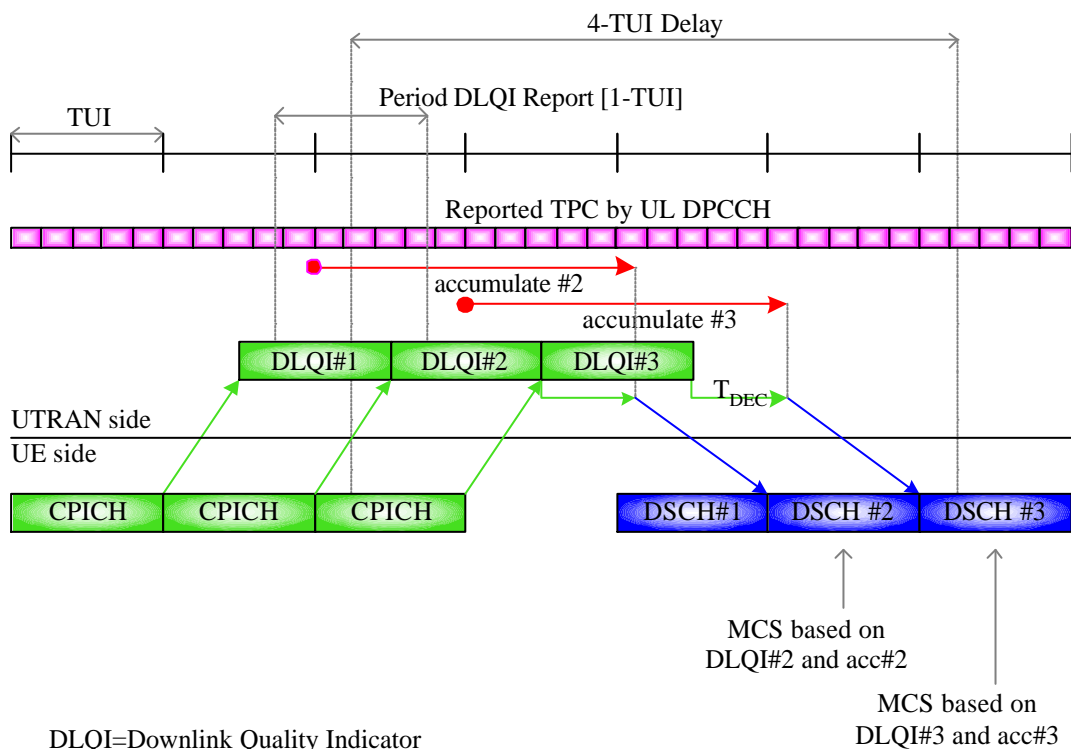 4-TUI Delay
Period DLQI Report [1-TUI]
TUI
Reported TPC by UL DPCCH
accumulate #2
accumulate #3
DLQI#1
DLQI#2
DLQI#3
TDEC
UTRAN side
UE side
CPICH
CPICH
CPICH
DSCH#1
DSCH #2
DSCH #3
MCS based on
DLQI#2 and acc#2
MCS based on
DLQI#3 and acc#3
DLQI=Downlink Quality Indicator